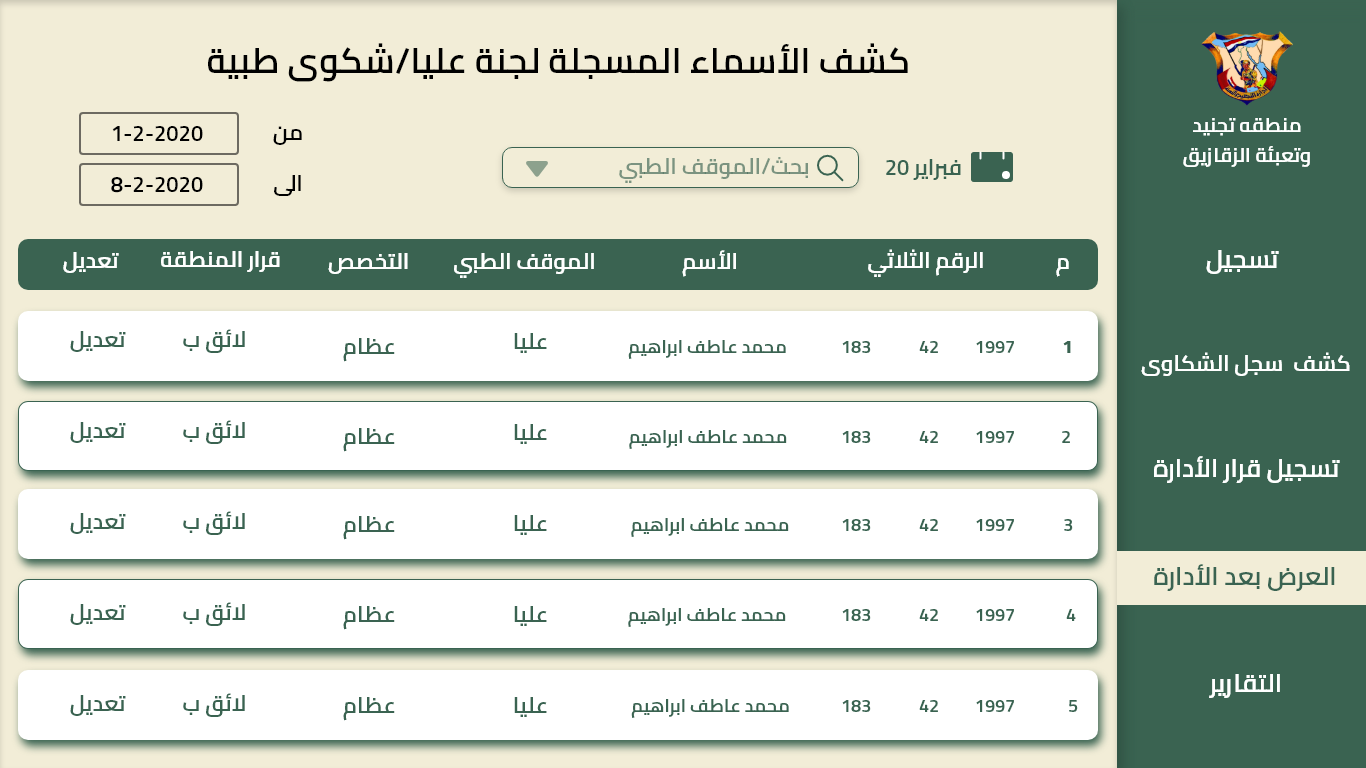 كشف الأسماء المسجلة لجنة عليا/شكوى طبية
من 1-2-2020
الى 8-2-2020
فبراير 20
بحث/الموقف الطبي
م الرقم الثلاثي الأسم الموقف الطبي التخصص قرار المنطقة تعديل
1 1997 42 183 محمد عاطف ابراهيم عليا عظام لائق ب تعديل
2 1997 42 183 محمد عاطف ابراهيم عليا عظام لائق ب تعديل
3 1997 42 183 محمد عاطف ابراهيم عليا عظام لائق ب تعديل
4 1997 42 183 محمد عاطف ابراهيم عليا عظام لائق ب تعديل
5 1997 42 183 محمد عاطف ابراهيم عليا عظام لائق ب تعديل
منطقه تجنيد
وتعبئة الزقازيق
تسجيل
كشف سجل الشكاوى
تسجيل قرار الأدارة
العرض بعد الأدارة
التقارير